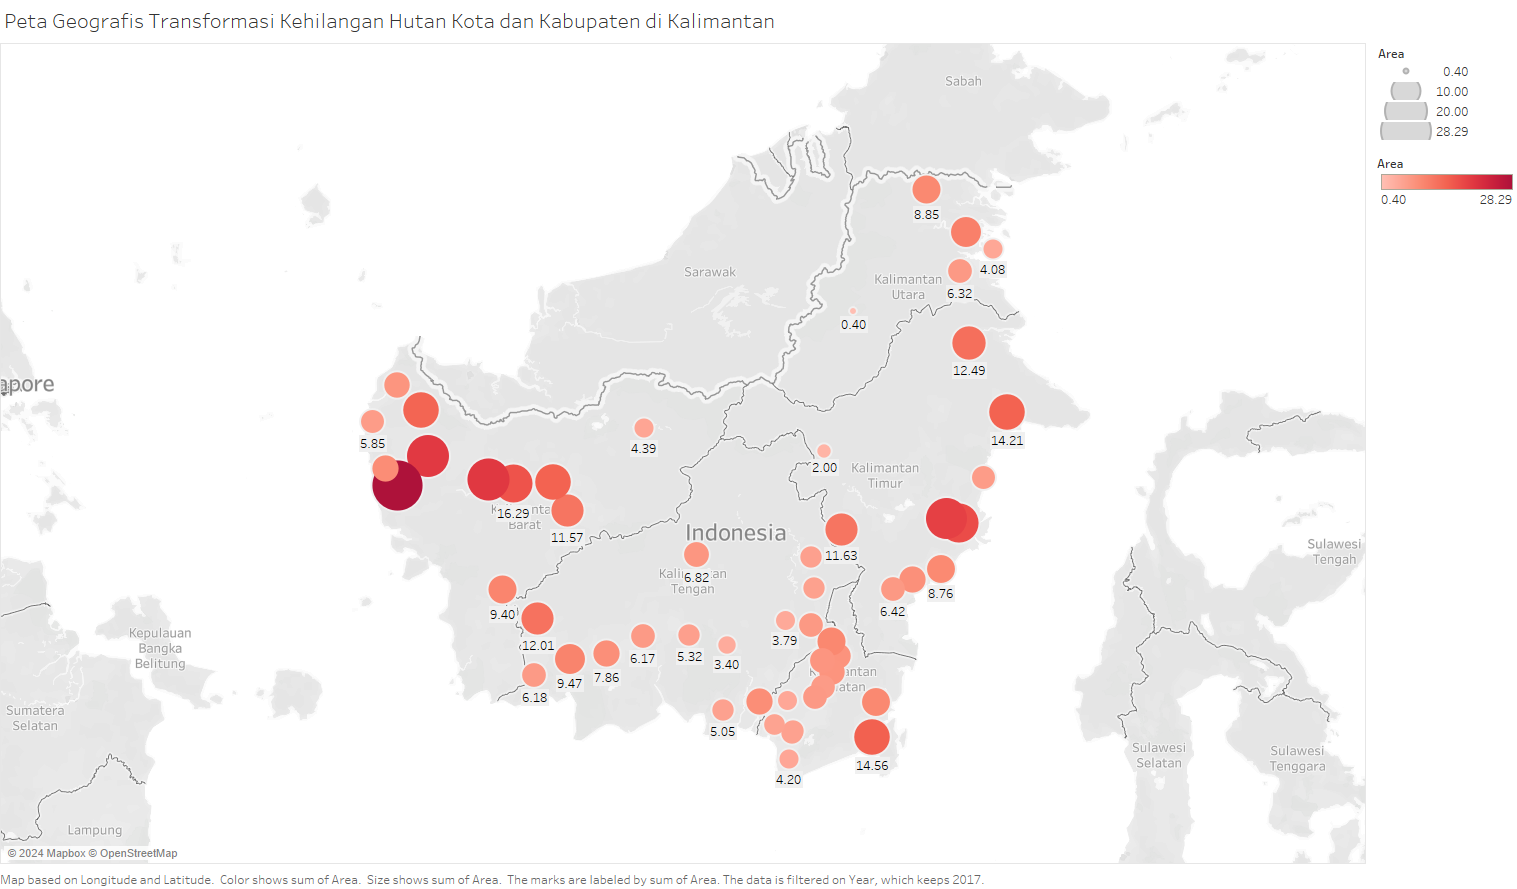 Peta Geografis Transformasi Kehilangan Hutan Kota dan Kabupaten di Kalimantan
Area
0.40
10.00
20.00
28.29
Area
0.40
28.29
Sabah
8.85
4.08
Sarawak
Kalimantan
Utara
6.32
0.40
12.49
apore
5.85
4.39
14.21
2.00
Kalimantan
Timur
16.29
Barat
11.57
Indonesia
11.63
6.82
Tengan
Sulawesi
Tengah
9.40
8.76
6.42
12.01
3.79
Kepulauan
Bangka
Belitung
6.17
5.32
3.40
9.47
7.86
6.18
5.05
Sumatera
Selatan
14.56
4.20
Sulawesi
Selatan
Sulawesi
Tenggara
Lampung
© 2024 Mapbox © OpenStreetMap
Map based on Longitude and Latitude. Color shows sum of Area. Size shows sum of Area. The marks are labeled by sum of Area. The data is filtered on Year, which keeps 2017.